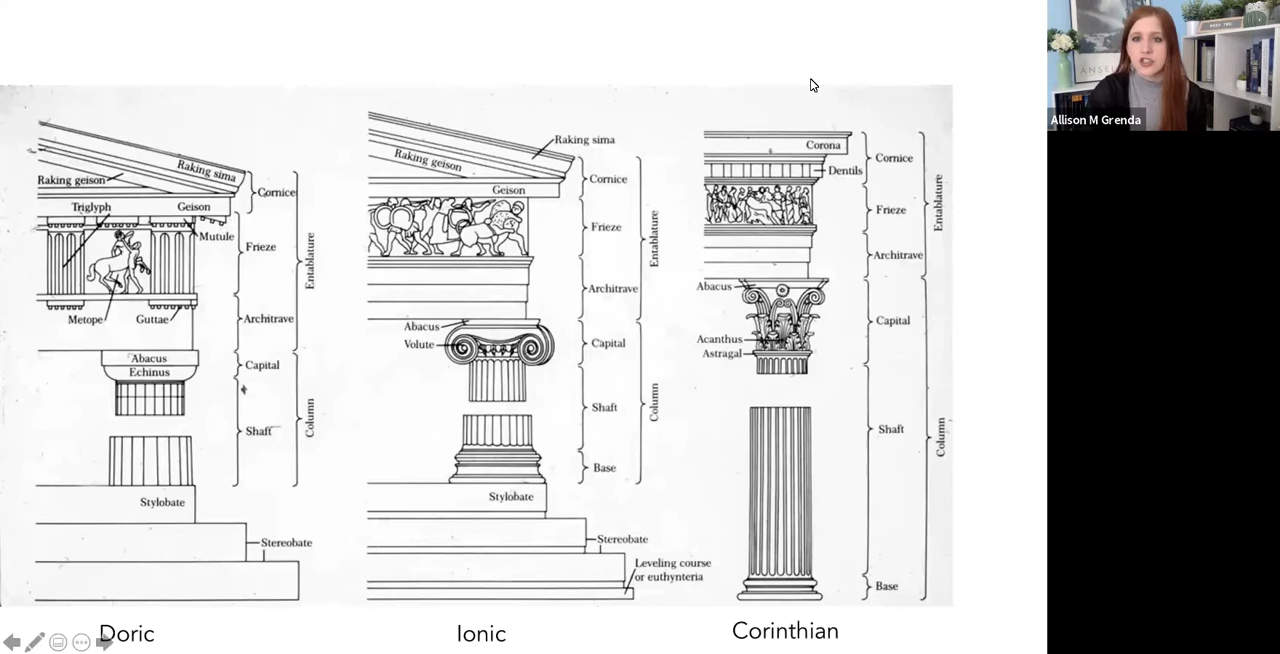 Raking sima
Raking geison
Triglyph
Geison
Mutule
Metope
Guttae
Abacus
Echinus
Stylobate
Stereobate
Cornice
Frieze
Architrave
Capital
Shaft
Entablature
Column
Doric
Raking sima
Raking geison
Geison
Abacus
Volute
Stylobate
Stereobate
Leveling course
or euthynteria
Cornice
Frieze
Architrave
Capital
Shaft
Base
Entablature
Column
Ionic
Corona
Dentils
Abacus
Acanthus
Astragal
Cornice
Frieze
Architrave
Capital
Shaft
Base
Entablature
Column
Corinthian
ANSEL
WEEK TWO
Allison M Grenda